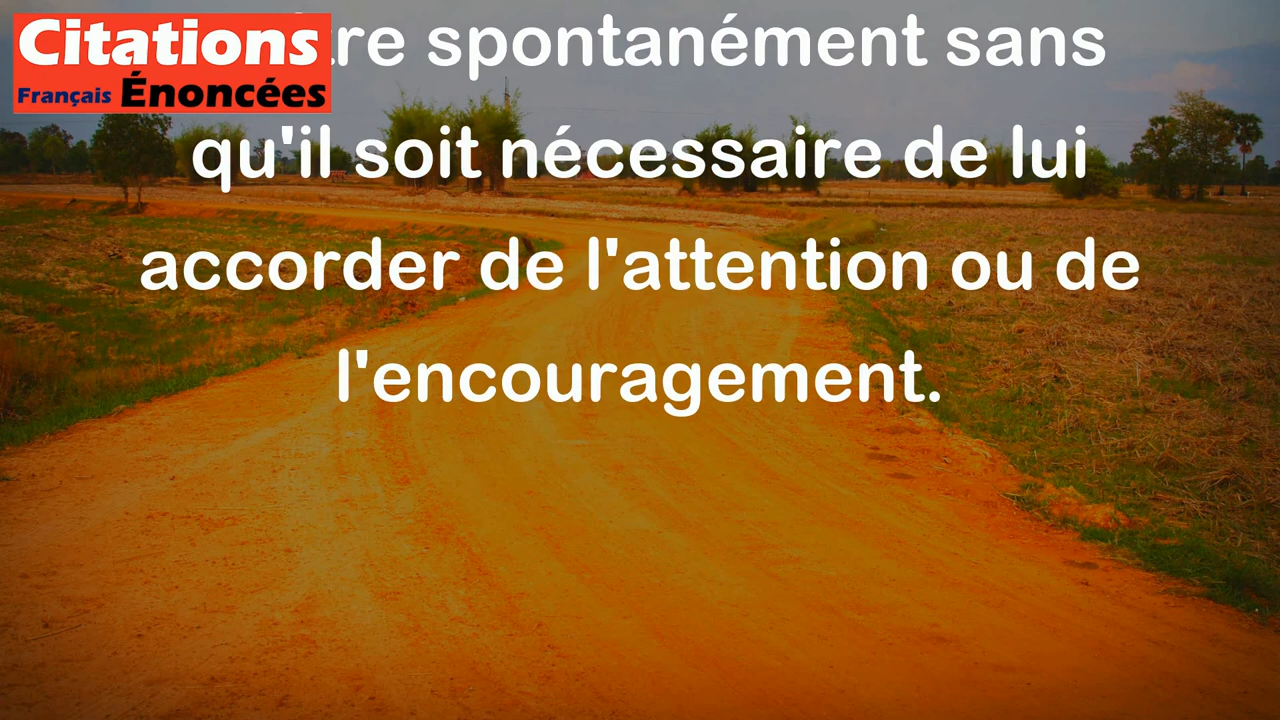 Citations
Français Énoncées
spontanément sans
qu'il soit nécessaire de lui
accorder de l'attention ou de
l'encouragement.